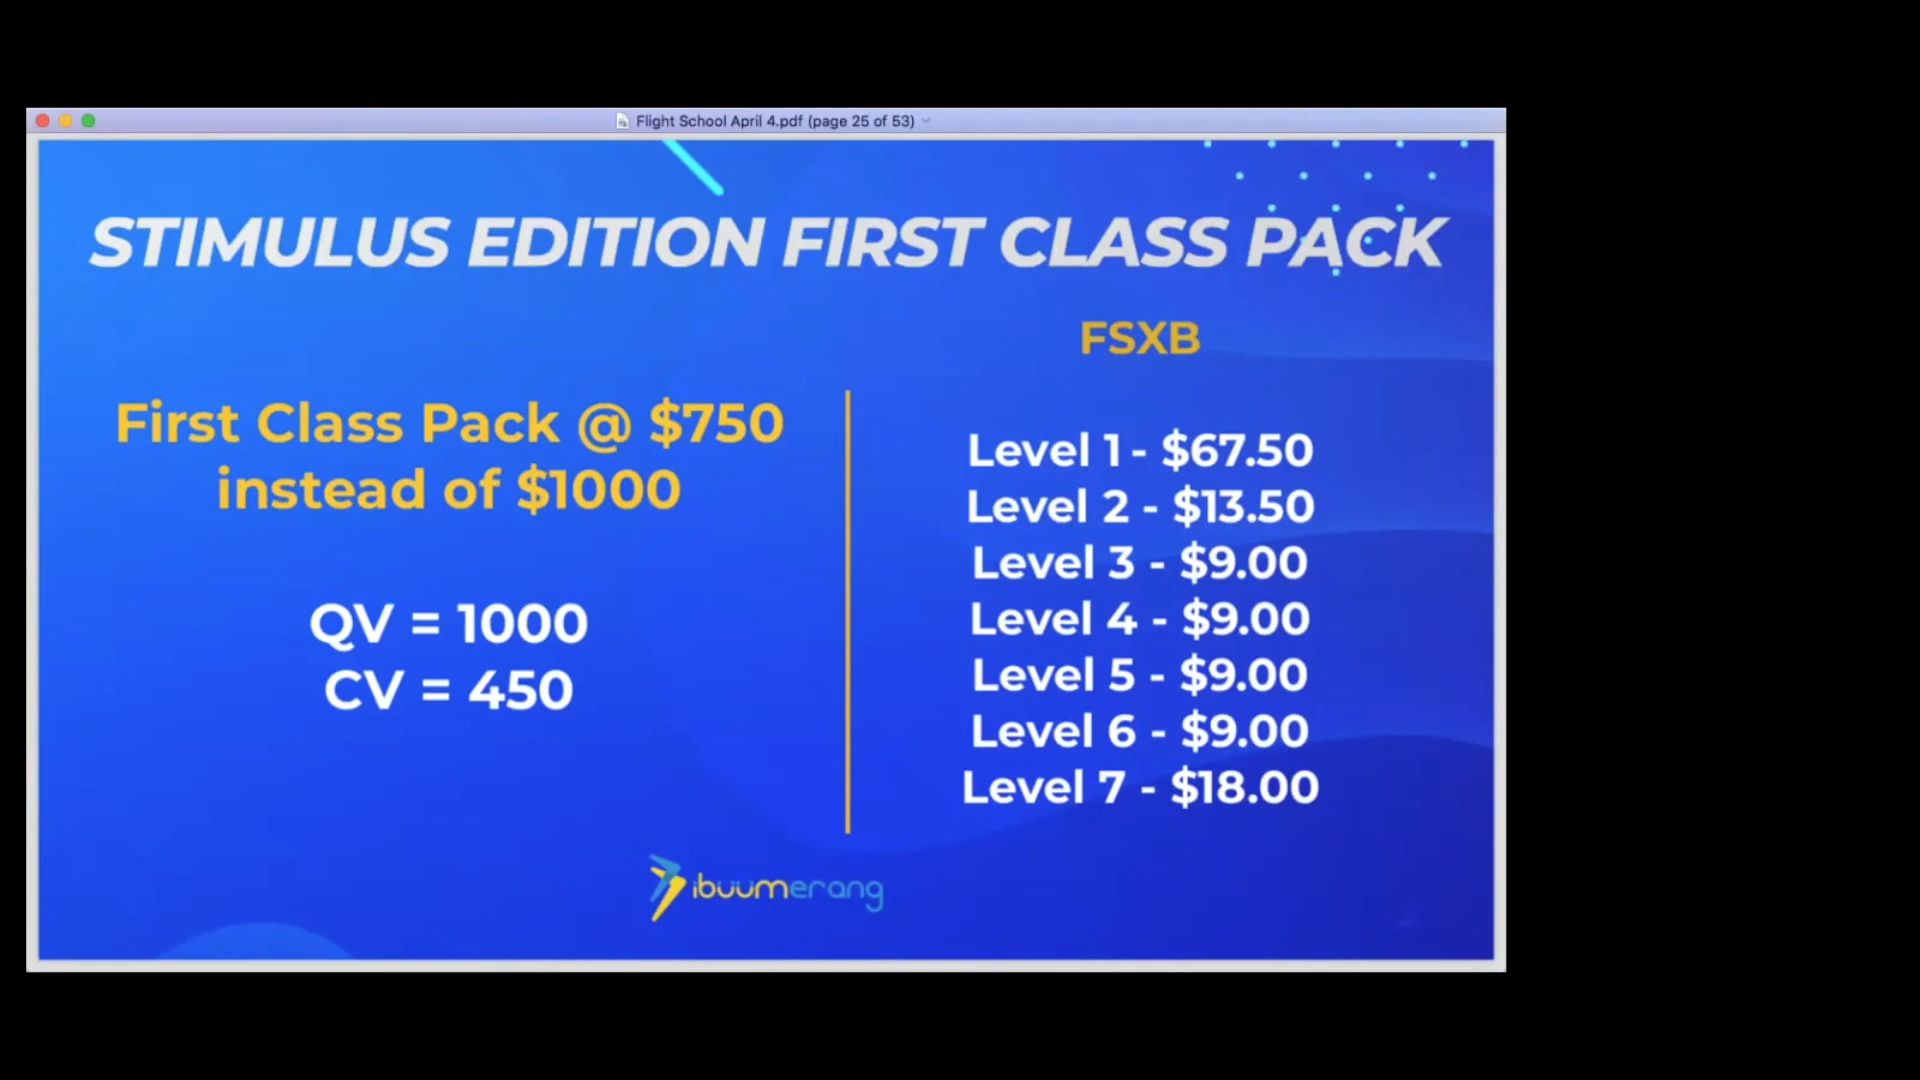 Flight School April 4.pdf (page 25 of 53)
STIMULUS EDITION FIRST CLASS PACK
First Class Pack @ $750
instead of $1000
QV = 1000
CV = 450
FSXB
Level 1 - $67.50
Level 2 - $13.50
Level 3 - $9.00
Level 4 - $9.00
Level 5 - $9.00
Level 6 - $9.00
Level 7 - $18.00
ibuumerang